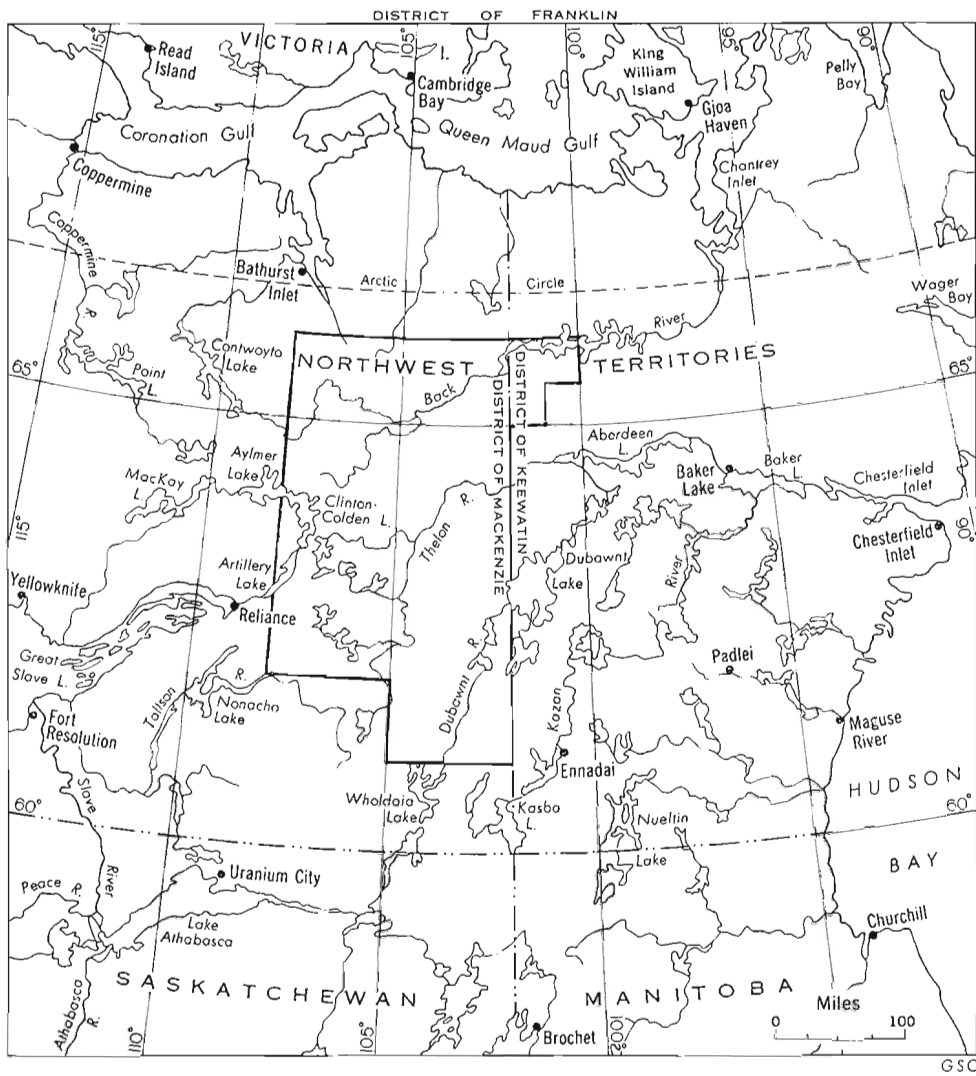 DISTRICT OF FRANKLIN
115°
105°
100°
95°
90°
VICTORIA I.
Read
Island
Cambridge
Bay
King
William
Island
Pelly
Bay
Gjoa
Haven
Coronation Gulf
Queen Maud Gulf
Chantrey
Inlet
Coppermine
Coppermine R.
Bathurst
Inlet
Arctic Circle
Wager
Bay
River
Contwoyto
Lake
NORTHWEST TERRITORIES
65°
65°
Point
L.
Back
DISTRICT OF MACKENZIE
DISTRICT OF KEEWATIN
Aberdeen
L.
Aylmer
Lake
Baker
Lake
Baker
L.
Chesterfield
Inlet
MacKay
L.
Clinton-
Colden L.
Thelon R.
115°
90°
Chesterfield
Inlet
Dubawnt
Lake
River
Artillery
Lake
Yellowknife
Reliance
Great
Slave L.
Padlei
Dubawnt R.
Kazan
Taltson R.
Nonacho
Lake
Fort
Resolution
Maguse
River
Ennadai
Slave
River
HUDSON
BAY
60°
60°
Wholdaia
Lake
Kasba
L.
Nueltin
Lake
Uranium City
Peace R.
Lake
Athabasca
Churchill
SASKATCHEWAN
MANITOBA
Athabasca
R.
Miles
0 100
110°
105°
Brochet
GSC